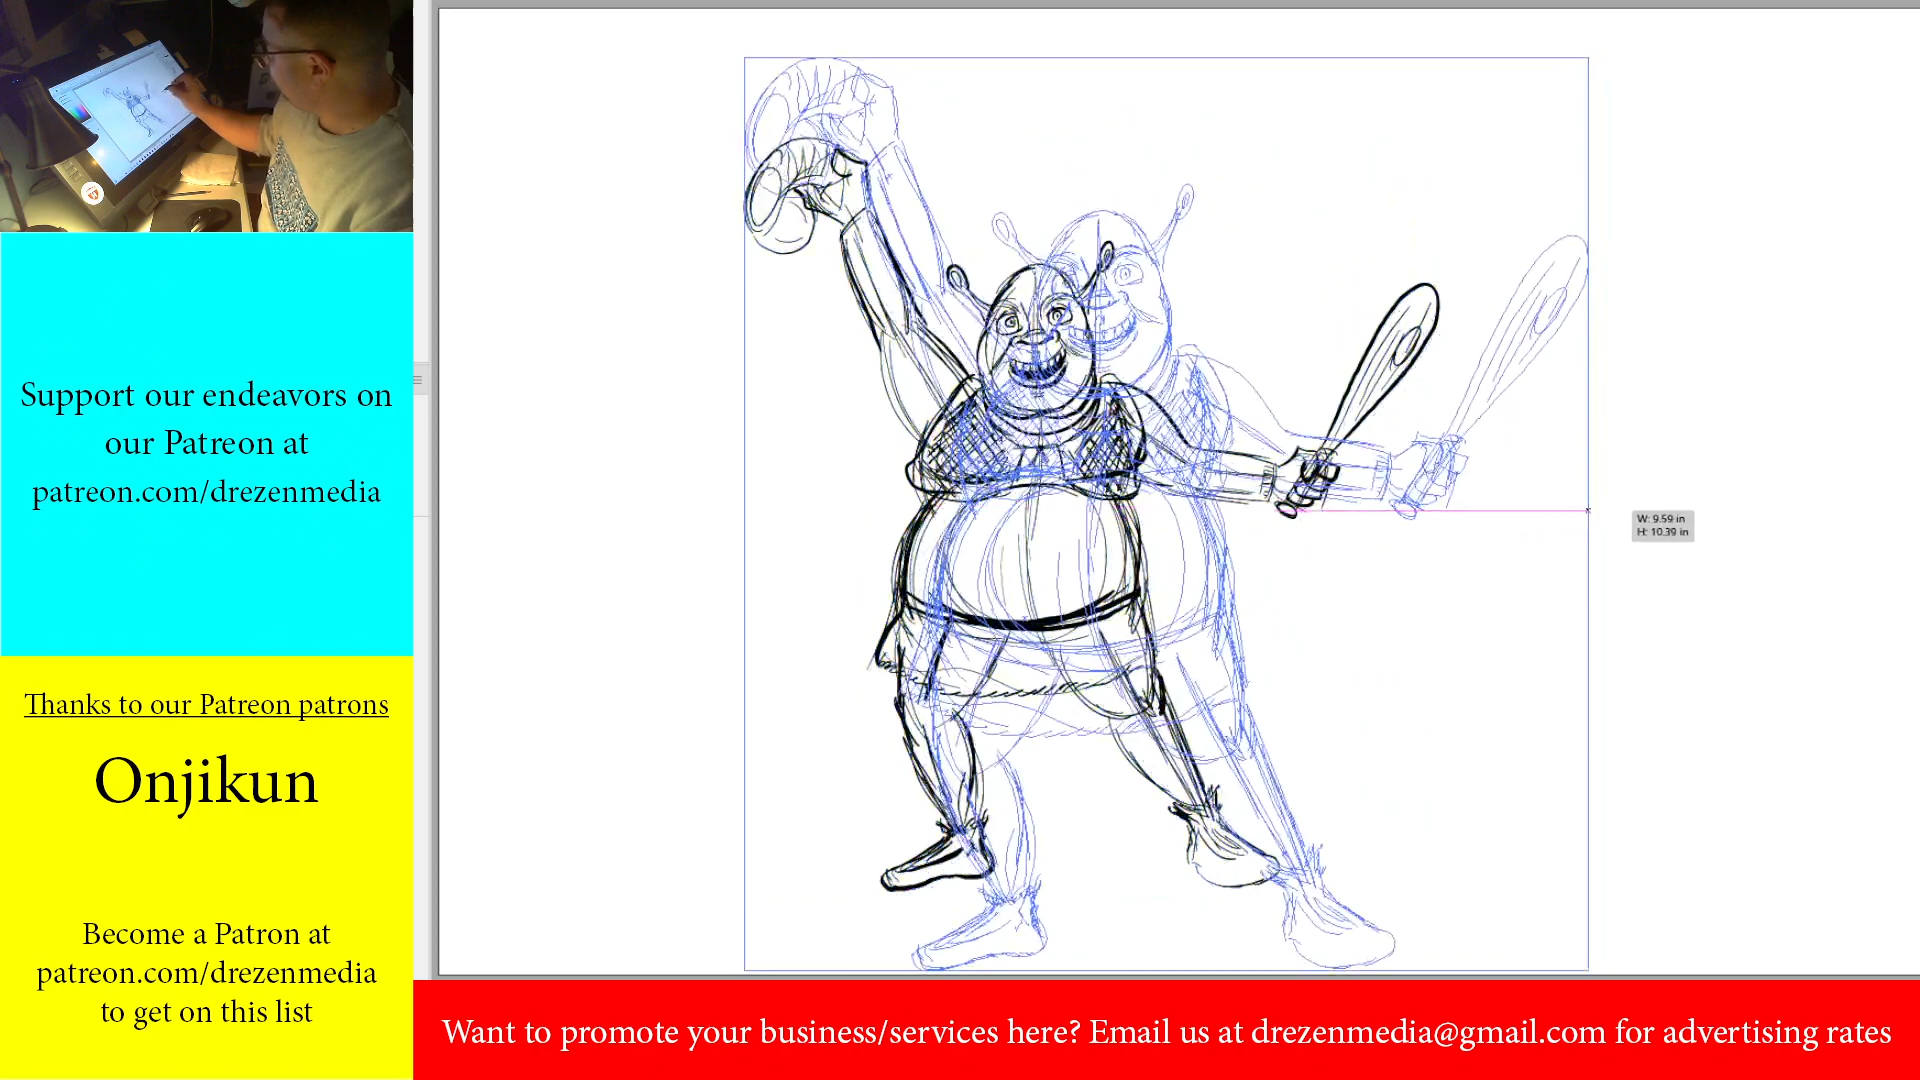 Support our endeavors on
our Patreon at
patreon.com/drezenmedia
Thanks to our Patreon patrons
Onjikun
Become a Patron at
patreon.com/drezenmedia
to get on this list
W: 9.59 in
H: 10.39 in
Want to promote your business/services here? Email us at drezenmedia@gmail.com for advertising rates